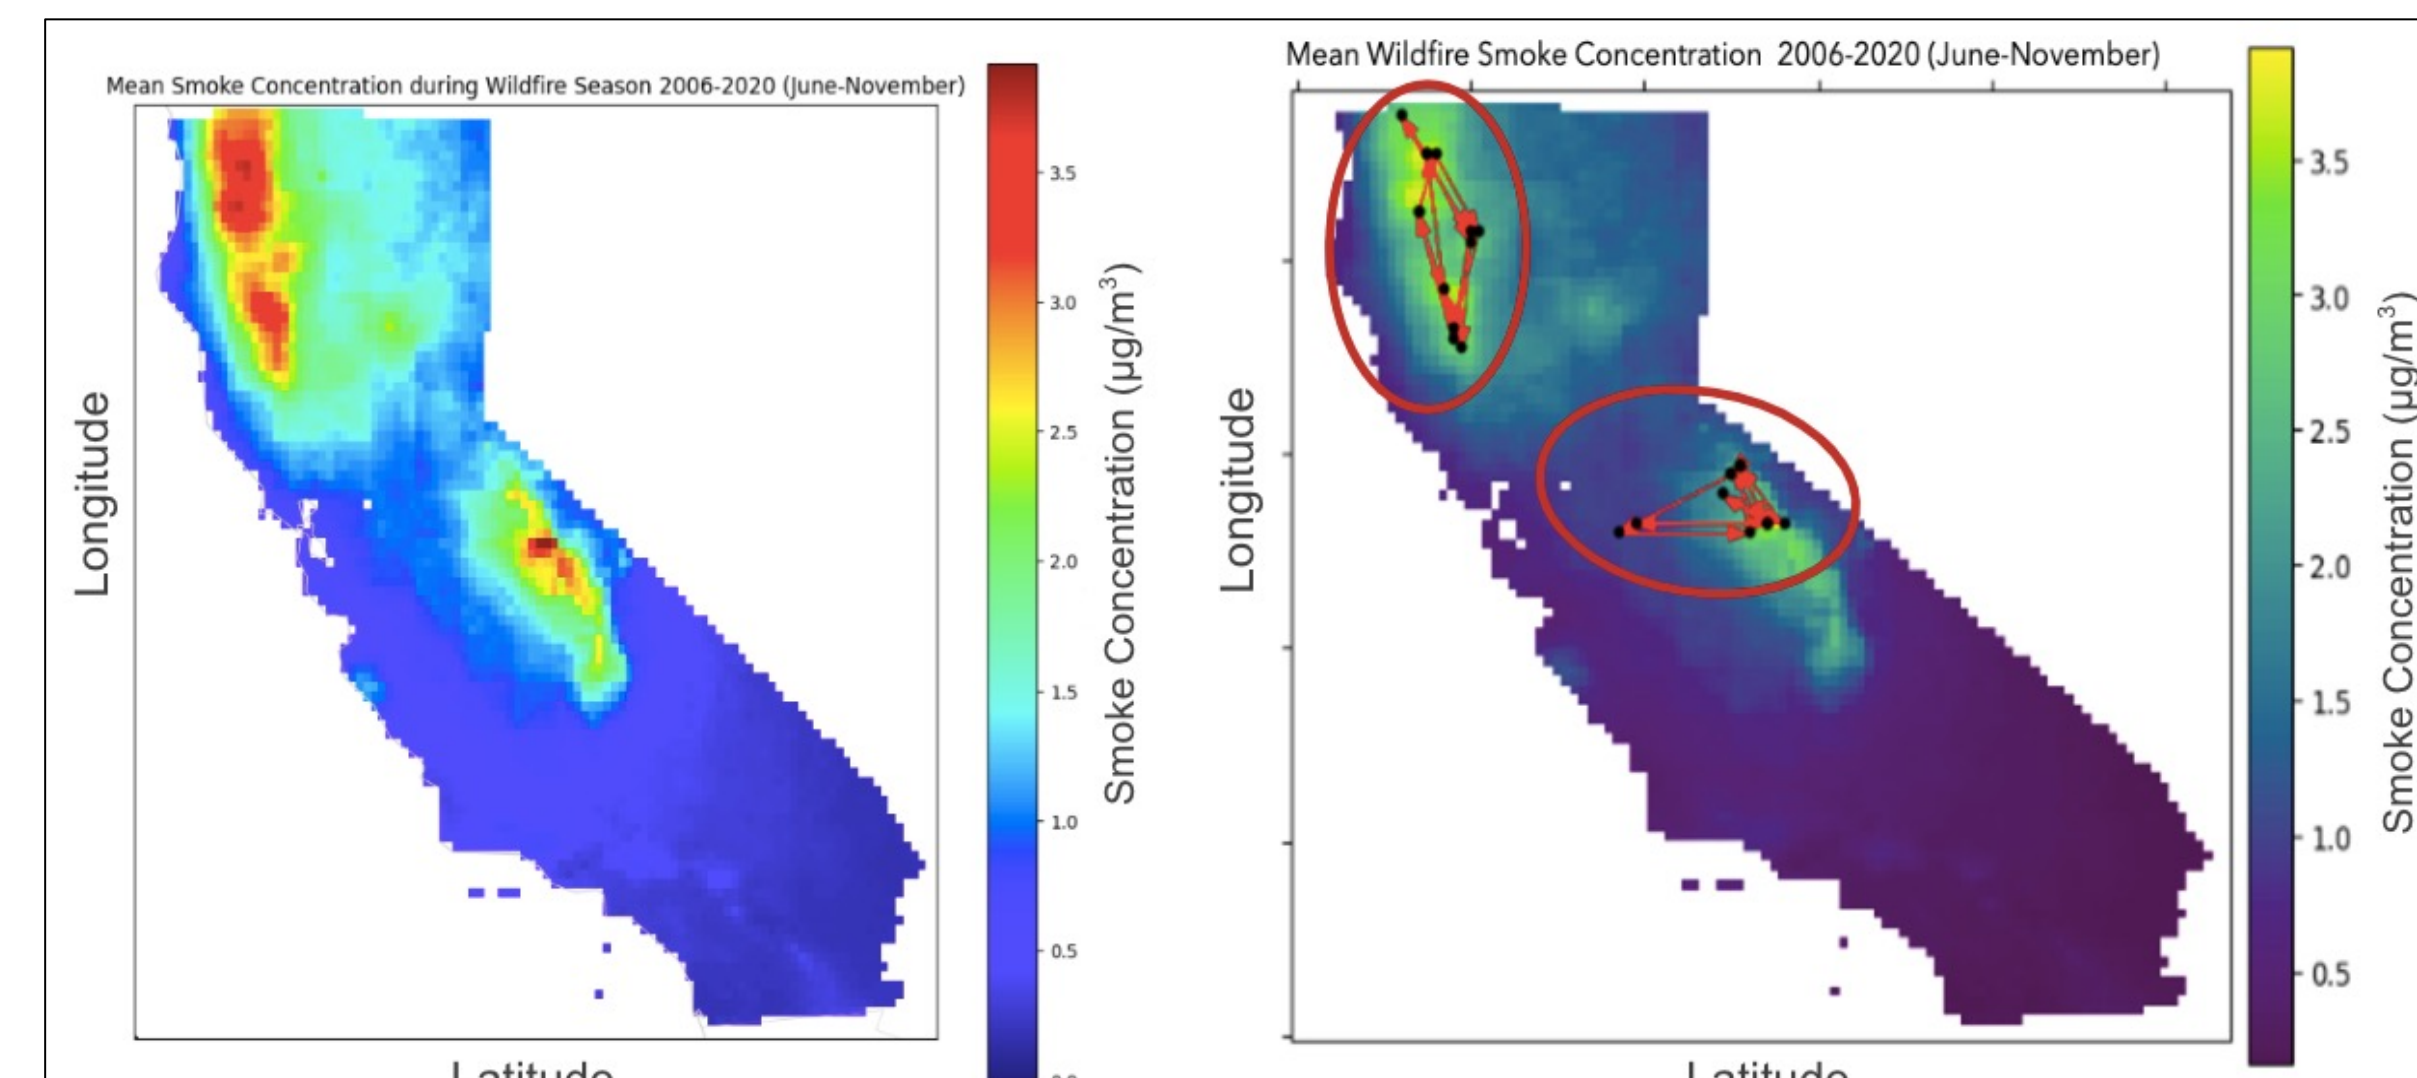 Mean Smoke Concentration during Wildfire Season 2006-2020 (June-November)
3.5
3.0
2.5
2.0
1.5
1.0
0.5
Smoke Concentration (µg/m³)
Longitude
Latitude
Mean Wildfire Smoke Concentration 2006-2020 (June-November)
3.5
3.0
2.5
2.0
1.5
1.0
0.5
Smoke Concentration (µg/m³)
Longitude
Latitude